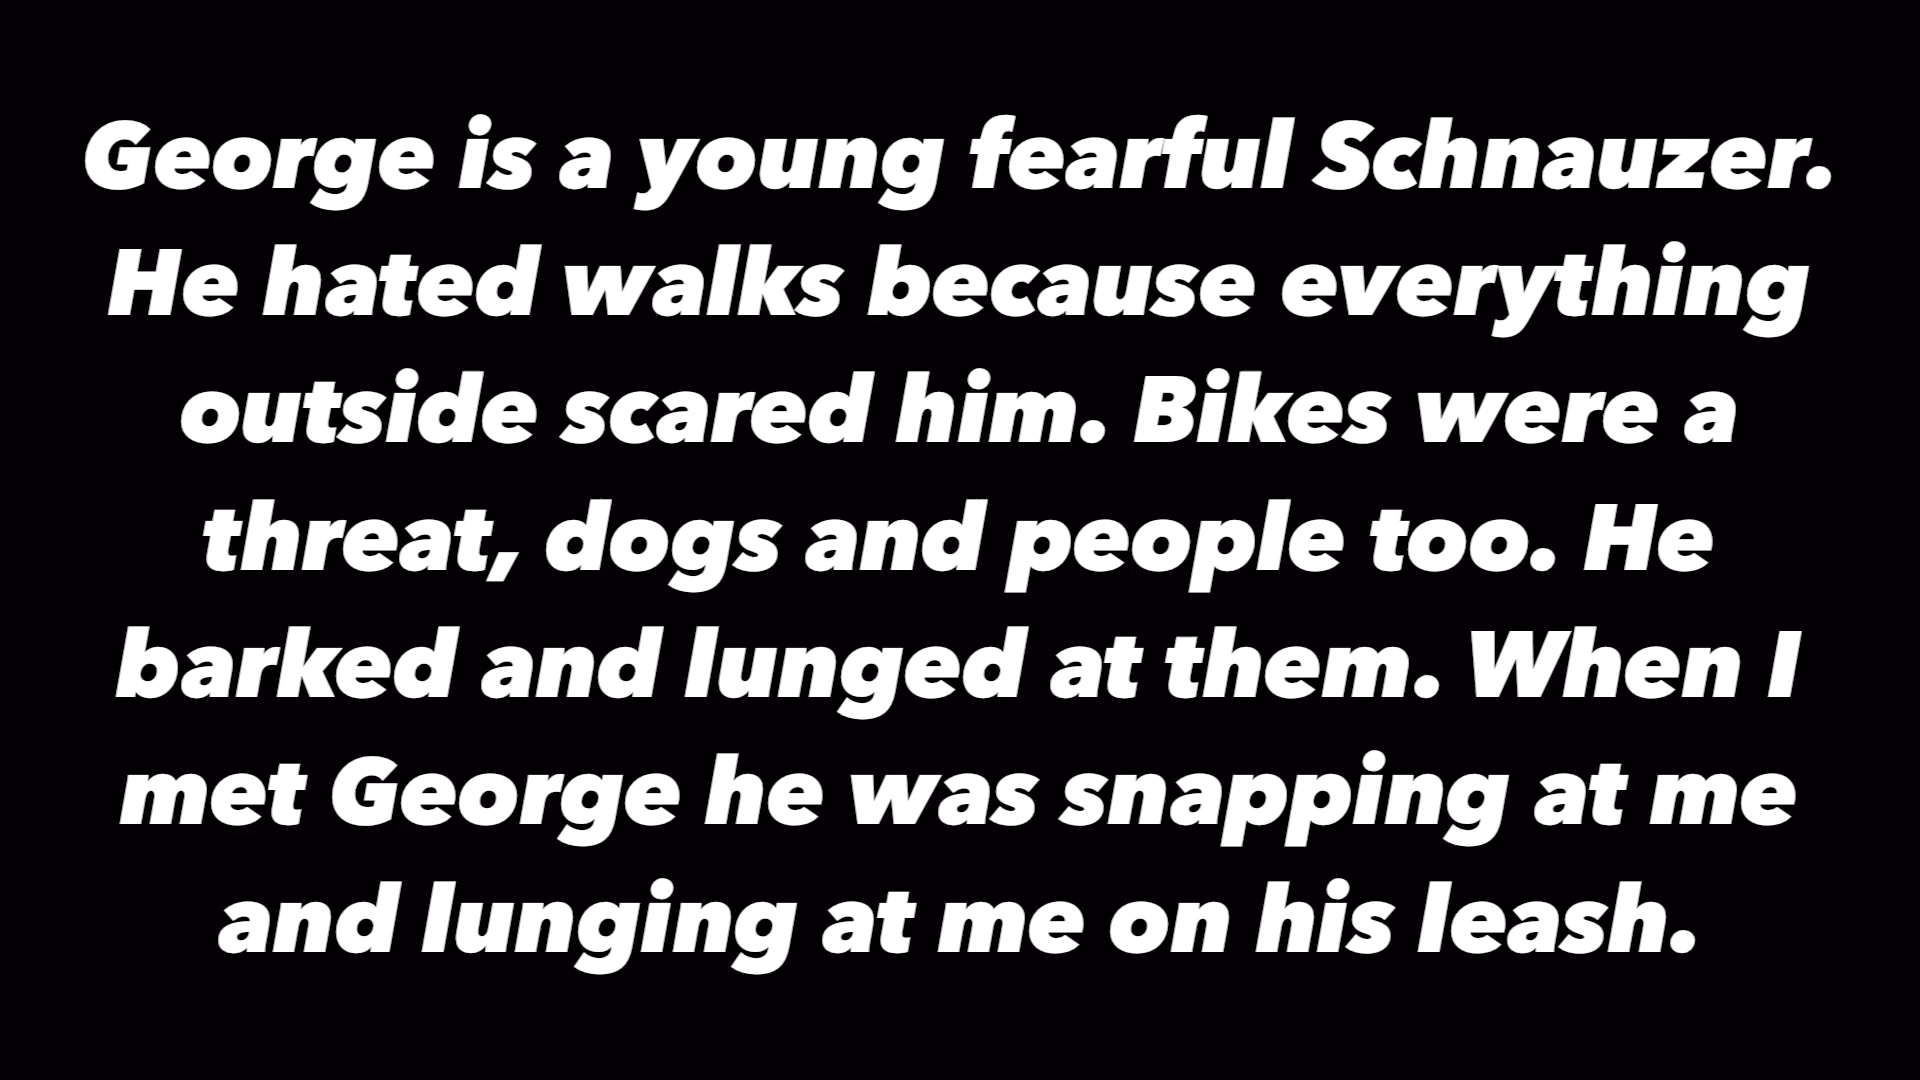 George is a young fearful Schnauzer.
He hated walks because everything
outside scared him. Bikes were a
threat, dogs and people too. He
barked and lunged at them. When I
met George he was snapping at me
and lunging at me on his leash.